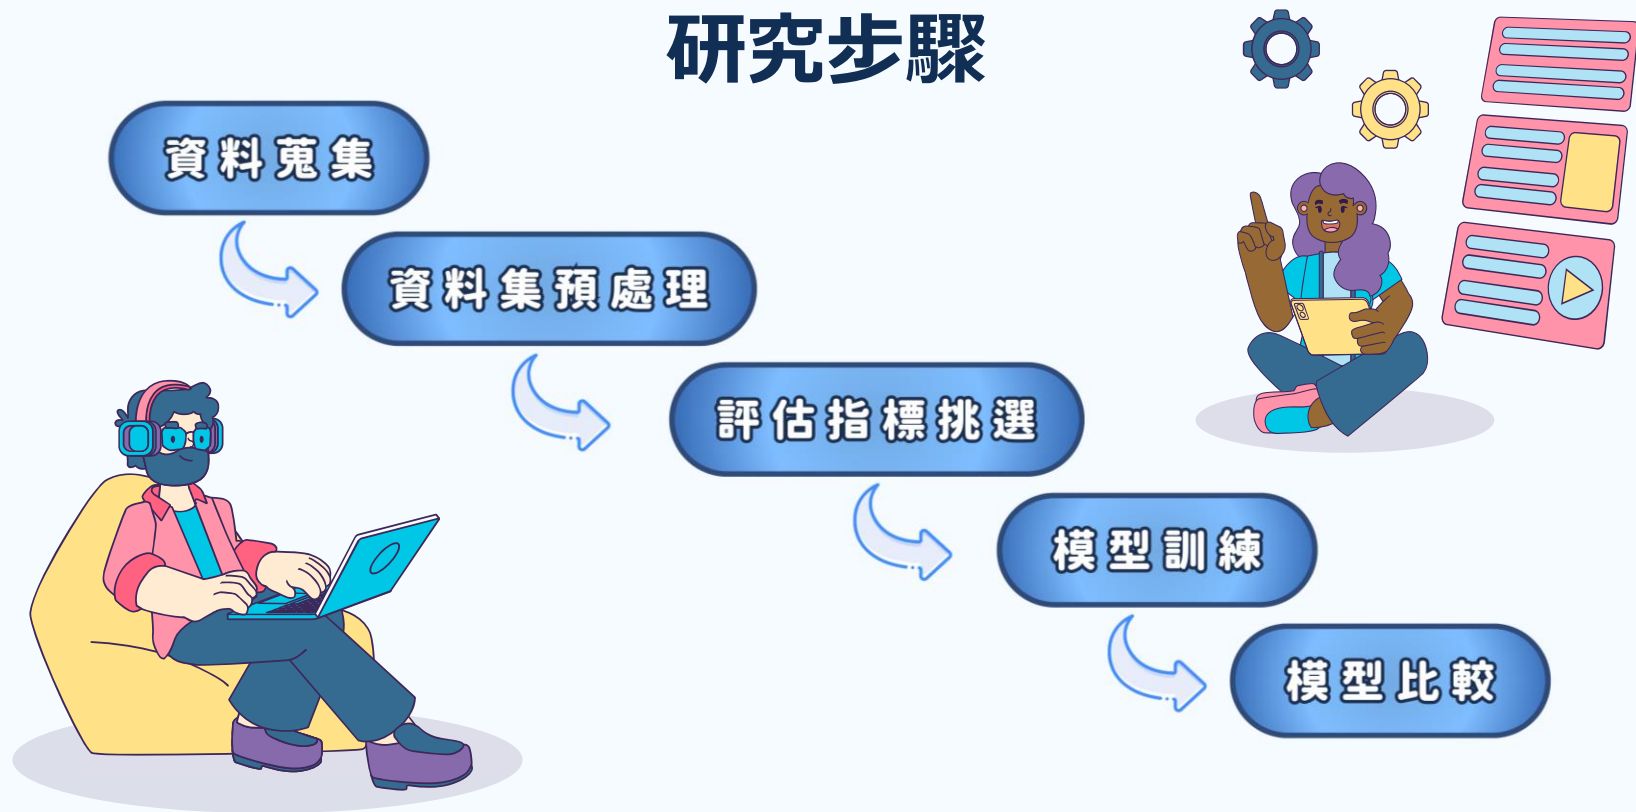 研究步驟
資料蒐集
資料集預處理
評估指標挑選
模型訓練
模型比較